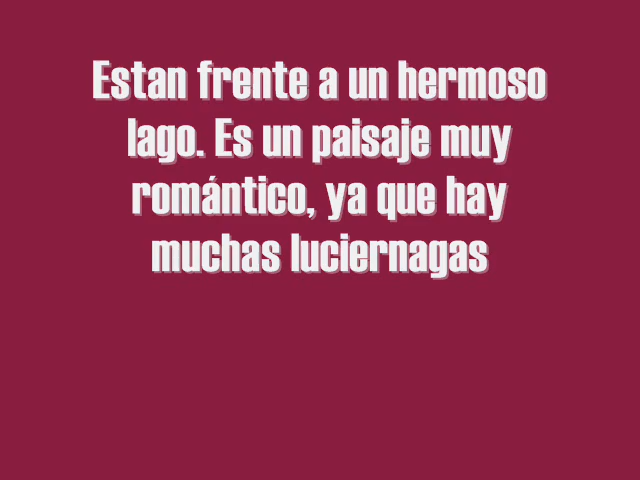 Estan frente a un hermoso
lago. Es un paisaje muy
romántico, ya que hay
muchas luciernagas